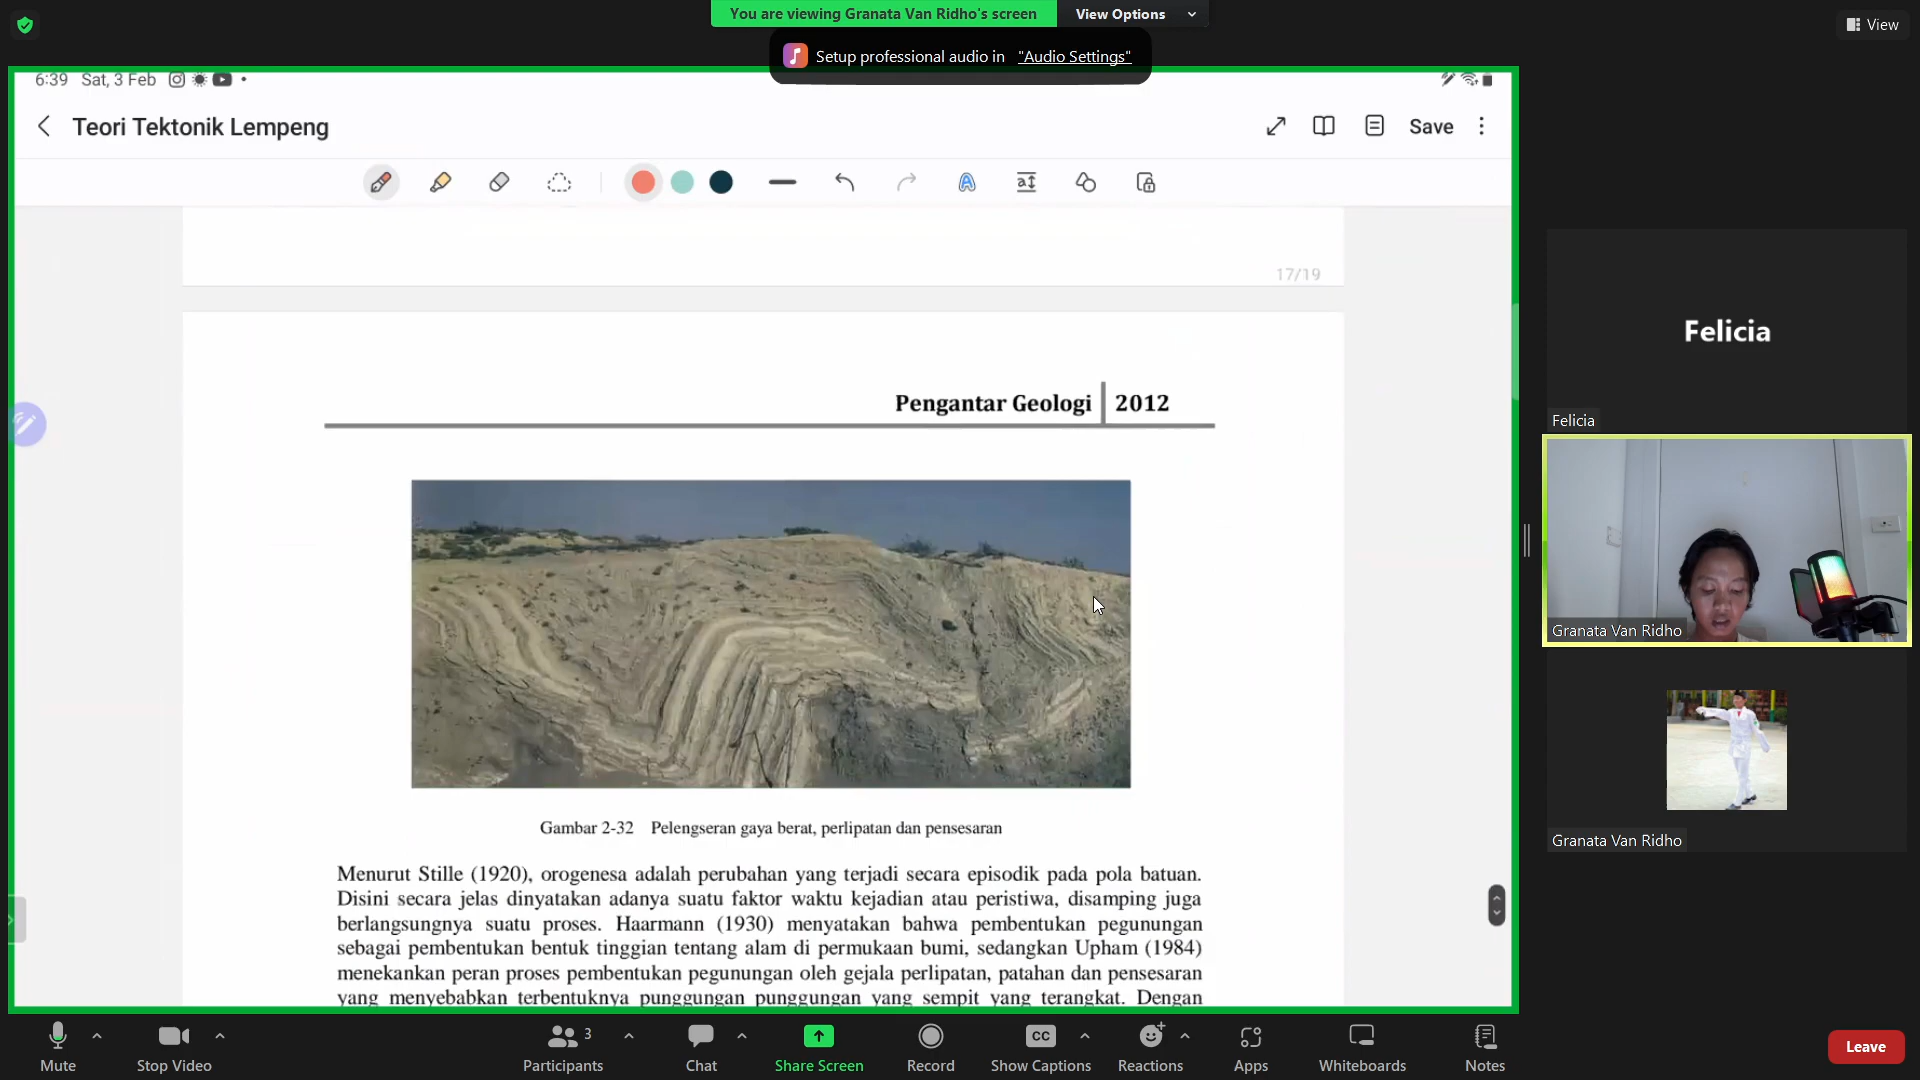 You are viewing Granata Van Ridho's screen
View Options
View
Setup professional audio in "Audio Settings"
6:39 Sat, 3 Feb
Teori Tektonik Lempeng
Save
17/19
Pengantar Geologi 2012
Gambar 2-32 Pelengseran gaya berat, perlipatan dan pensesaran
Menurut Stille (1920), orogenesa adalah perubahan yang terjadi secara episodik pada pola batuan.
Disini secara jelas dinyatakan adanya suatu faktor waktu kejadian atau peristiwa, disamping juga
berlangsungnya suatu proses. Haarmann (1930) menyatakan bahwa pembentukan pegunungan
sebagai pembentukan bentuk tinggian tentang alam di permukaan bumi, sedangkan Upham (1984)
menekankan peran proses pembentukan pegunungan oleh gejala perlipatan, patahan dan pensesaran
yang menyebabkan terbentuknya punggungan punggungan yang sempit yang terangkat. Dengan
Felicia
Felicia
Granata Van Ridho
Granata Van Ridho
Mute
Stop Video
Participants
3
Chat
Share Screen
Record
CC
Show Captions
Reactions
Apps
Whiteboards
Notes
Leave